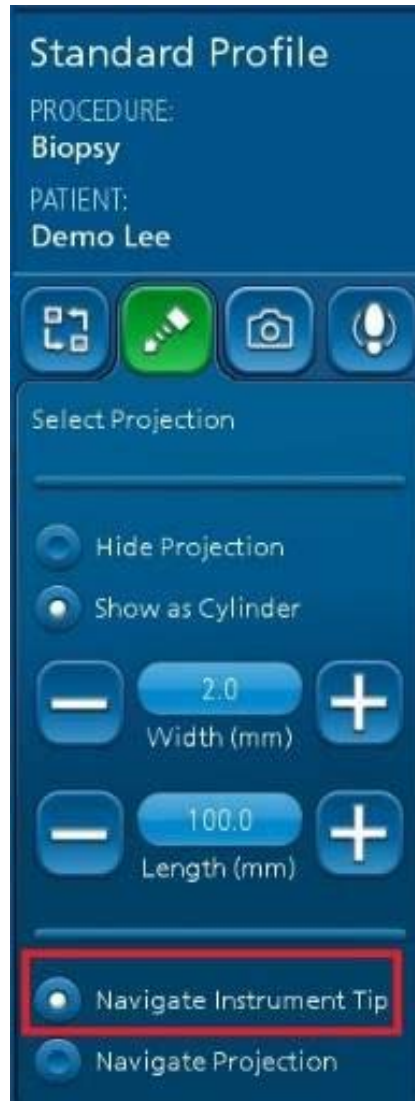 Standard Profile
PROCEDURE:
Biopsy
PATIENT:
Demo Lee
Select Projection
Hide Projection
Show as Cylinder
2.0
Width (mm)
100.0
Length (mm)
Navigate Instrument Tip
Navigate Projection